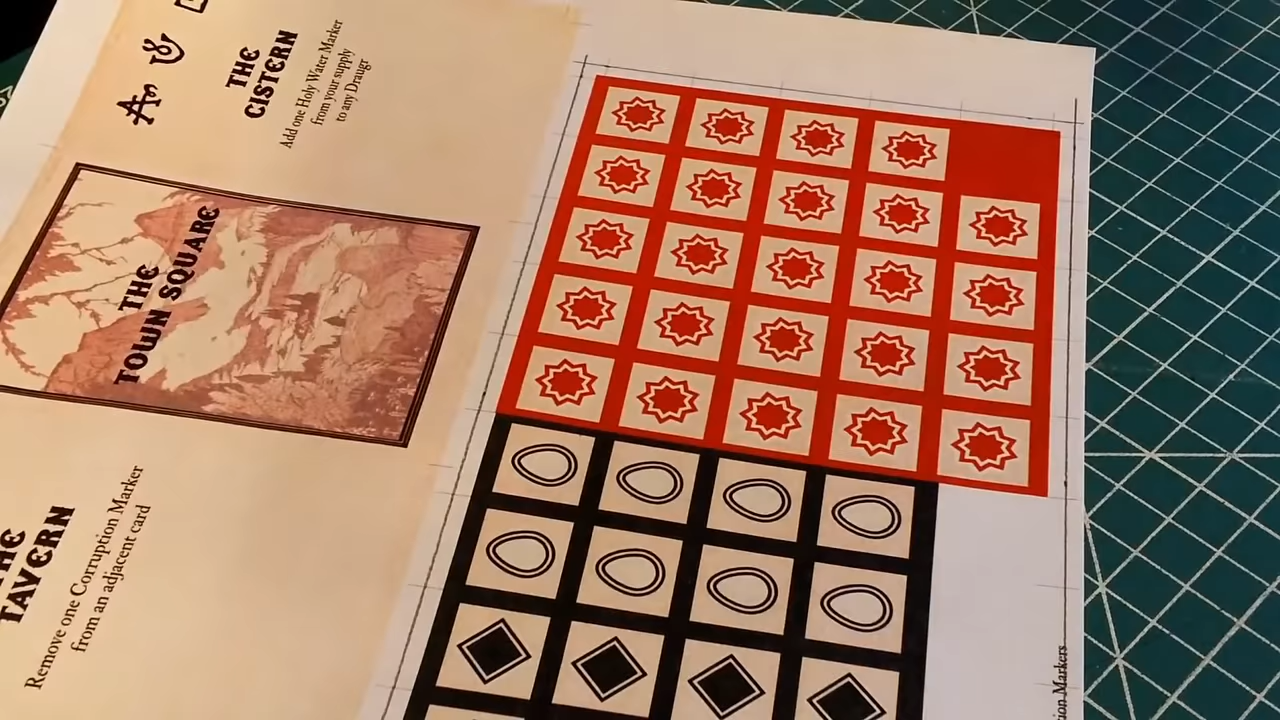 THE
CISTERN
Add one Holy Water Marker
from your supply
to any Draugr
THE
TOWN SQUARE
TAVERN
Remove one Corruption Marker
from an adjacent card
Markers